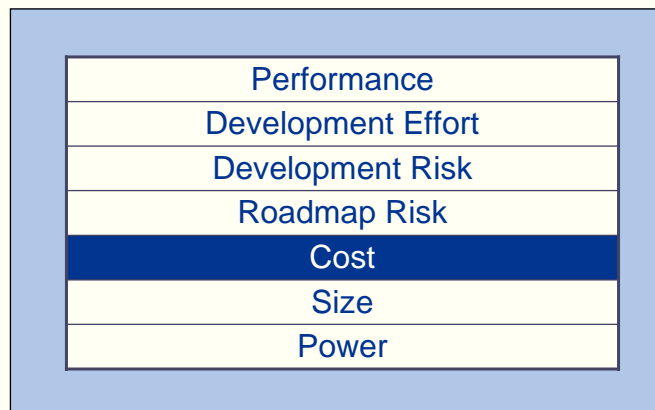 Performance
Development Effort
Development Risk
Roadmap Risk
Cost
Size
Power